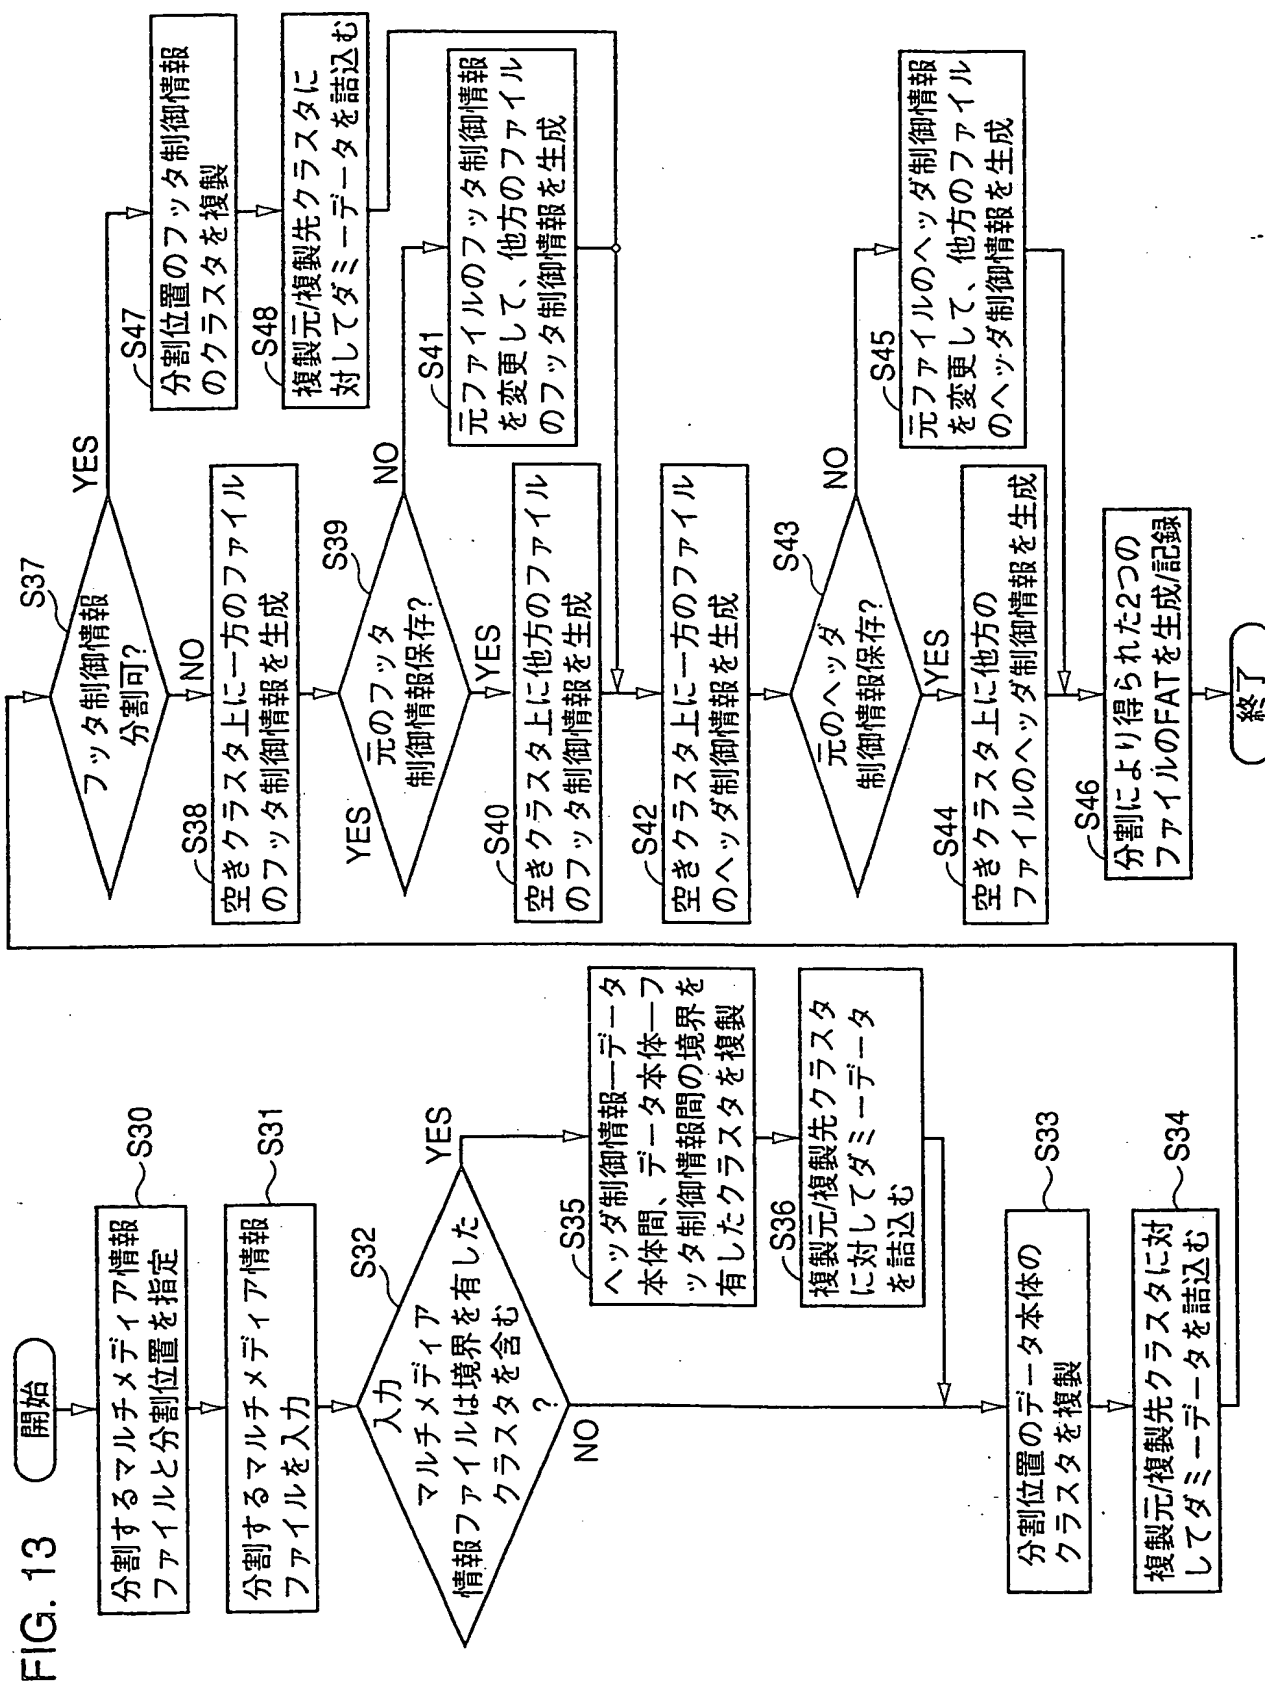 FIG. 13
開始
分割するマルチメディア情報
ファイルと分割位置を指定
S30
分割するマルチメディア情報
ファイルを入力
S31
入力
マルチメディア
情報ファイルは境界を有した
クラスタを含む
?
S32
YES
NO
S35
ヘッダ制御情報―データ
本体間、データ本体―フ
ッタ制御情報間の境界を
有したクラスタを複製
S36
複製元/複製先クラスタ
に対してダミーデータ
を詰込む
分割位置のデータ本体の
クラスタを複製
S33
複製元/複製先クラスタに対
してダミーデータを詰込む
S34
S37
フッタ制御情報
分割可?
YES
NO
S47
分割位置のフッタ制御情報
のクラスタを複製
S48
複製元/複製先クラスタに
対してダミーデータを詰込む
S38
空きクラスタ上に一方のファイル
のフッタ制御情報を生成
S39
元のフッタ
制御情報保存?
YES
NO
YES
S41
元ファイルのフッタ制御情報
を変更して、他方のファイル
のフッタ制御情報を生成
S40
空きクラスタ上に他方のファイル
のフッタ制御情報を生成
S42
空きクラスタ上に一方のファイル
のヘッダ制御情報を生成
S43
元のヘッダ
制御情報保存?
NO
YES
S45
元ファイルのヘッダ制御情報
を変更して、他方のファイル
のヘッダ制御情報を生成
S44
空きクラスタ上に他方の
ファイルのヘッダ制御情報を生成
S46
分割により得られた2つの
ファイルのFATを生成/記録
終了